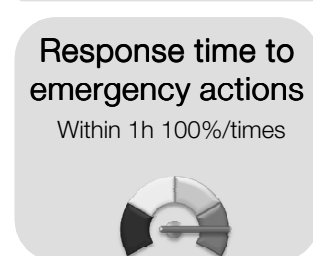 Response time to
emergency actions
Within 1h 100%/times